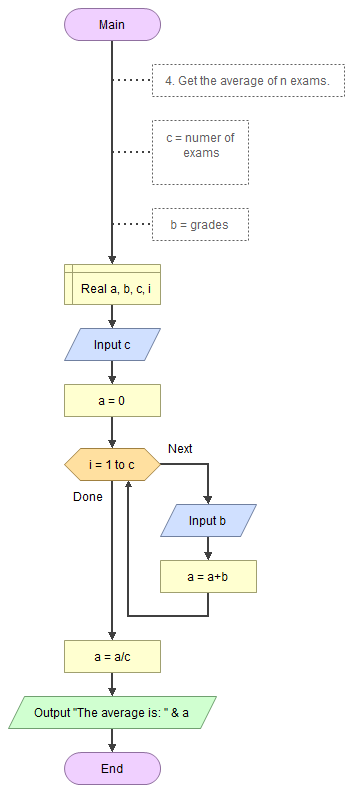 Main
4. Get the average of n exams.
c = numer of
exams
b = grades
Real a, b, c, i
Input c
a = 0
i = 1 to c
Next
Done
Input b
a = a+b
a = a/c
Output "The average is: " & a
End